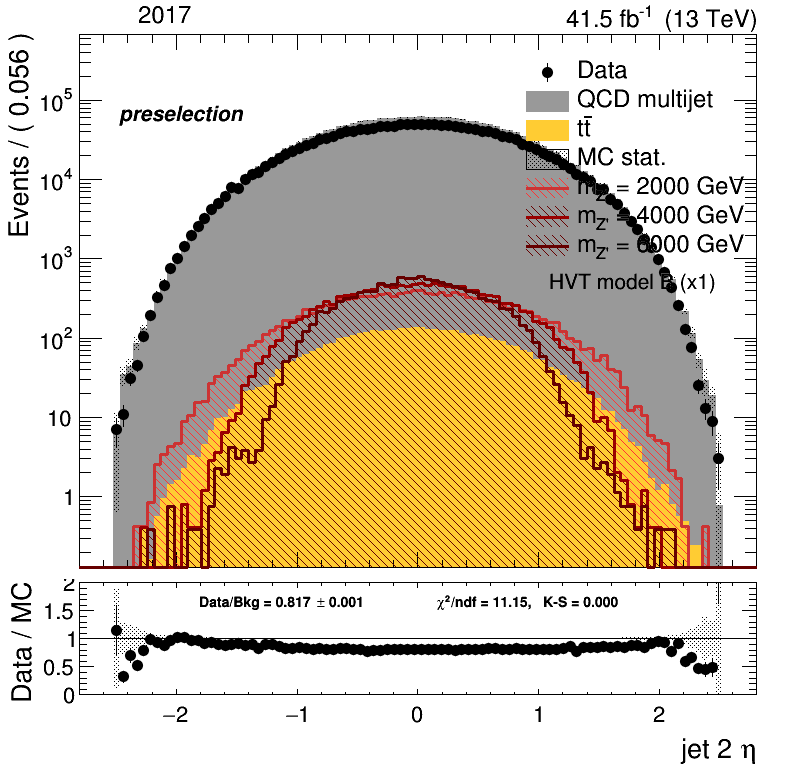 2017
41.5 fb⁻¹ (13 TeV)
Events / ( 0.056 )
preselection
Data
QCD multijet
tt̄
MC stat.
m_Z' = 2000 GeV
m_Z' = 4000 GeV
m_Z' = 6000 GeV
HVT model B (x1)
10⁵
10⁴
10³
10²
10
1
Data / MC
2
1.5
1
0.5
0
Data/Bkg = 0.817 ± 0.001
χ²/ndf = 11.15, K-S = 0.000
−2
−1
0
1
2
jet 2 η